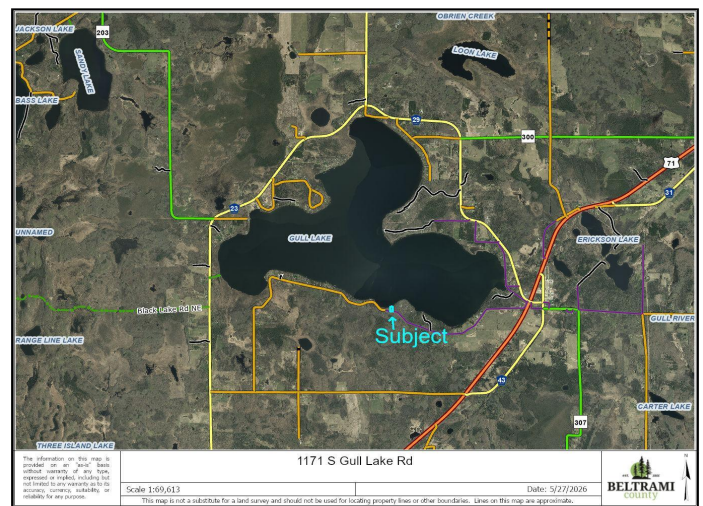 OBRIEN CREEK
JACKSON LAKE
203
SANDY LAKE
LOON LAKE
BASS LAKE
29
300
71
31
23
UNNAMED
GULL LAKE
ERICKSON LAKE
Black Lake Rd NE
GULL RIVER
Subject
RANGE LINE LAKE
43
CARTER LAKE
307
THREE ISLAND LAKE
The information on this map is
provided on an "as-is" basis
without warranty of any type,
expressed or implied, including but
not limited to any warranty as to its
accuracy, currency, suitability, or
reliability for any purpose.
1171 S Gull Lake Rd
Scale 1:69,613
Date: 5/27/2026
This map is not a substitute for a land survey and should not be used for locating property lines or other boundaries. Lines on this map are approximate.
BELTRAMI
county
N